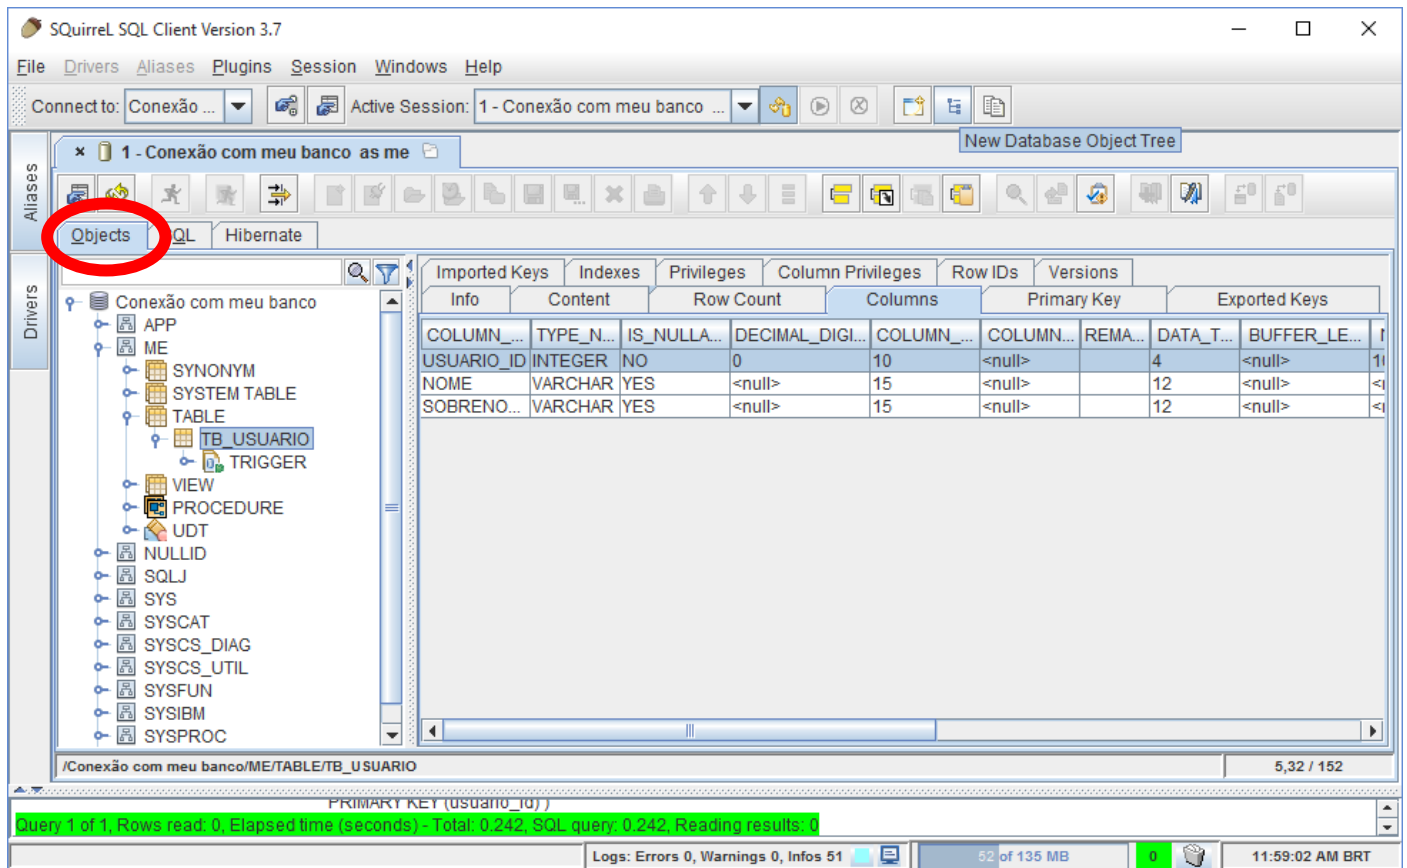 SQuirreL SQL Client Version 3.7
File Drivers Aliases Plugins Session Windows Help
Connect to: Conexão ... Active Session: 1 - Conexão com meu banco ...
New Database Object Tree
1 - Conexão com meu banco as me
Aliases
Drivers
Objects QL Hibernate
Imported Keys Indexes Privileges Column Privileges Row IDs Versions
Info Content Row Count Columns Primary Key Exported Keys
COLUMN_... TYPE_N... IS_NULLA... DECIMAL_DIGI... COLUMN_... COLUMN... REMA... DATA_T... BUFFER_LE...
USUARIO_ID INTEGER NO 0 10 <null> 4 <null> 10
NOME VARCHAR YES <null> 15 <null> 12 <null>
SOBRENO... VARCHAR YES <null> 15 <null> 12 <null>
Conexão com meu banco
APP
ME
SYNONYM
SYSTEM TABLE
TABLE
TB_USUARIO
TRIGGER
VIEW
PROCEDURE
UDT
NULLID
SQLJ
SYS
SYSCAT
SYSCS_DIAG
SYSCS_UTIL
SYSFUN
SYSIBM
SYSPROC
/Conexão com meu banco/ME/TABLE/TB_USUARIO 5,32 / 152
PRIMARY KEY (usuario_id) )
Query 1 of 1, Rows read: 0, Elapsed time (seconds) - Total: 0.242, SQL query: 0.242, Reading results: 0
Logs: Errors 0, Warnings 0, Infos 51 52 of 135 MB 0 11:59:02 AM BRT